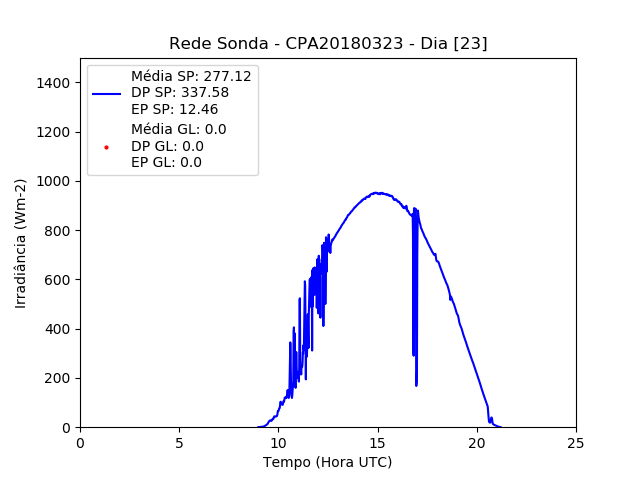 Rede Sonda - CPA20180323 - Dia [23]
Média SP: 277.12
DP SP: 337.58
EP SP: 12.46
Média GL: 0.0
DP GL: 0.0
EP GL: 0.0
1400
1200
1000
800
600
400
200
0
Irradiância (Wm-2)
0 5 10 15 20 25
Tempo (Hora UTC)